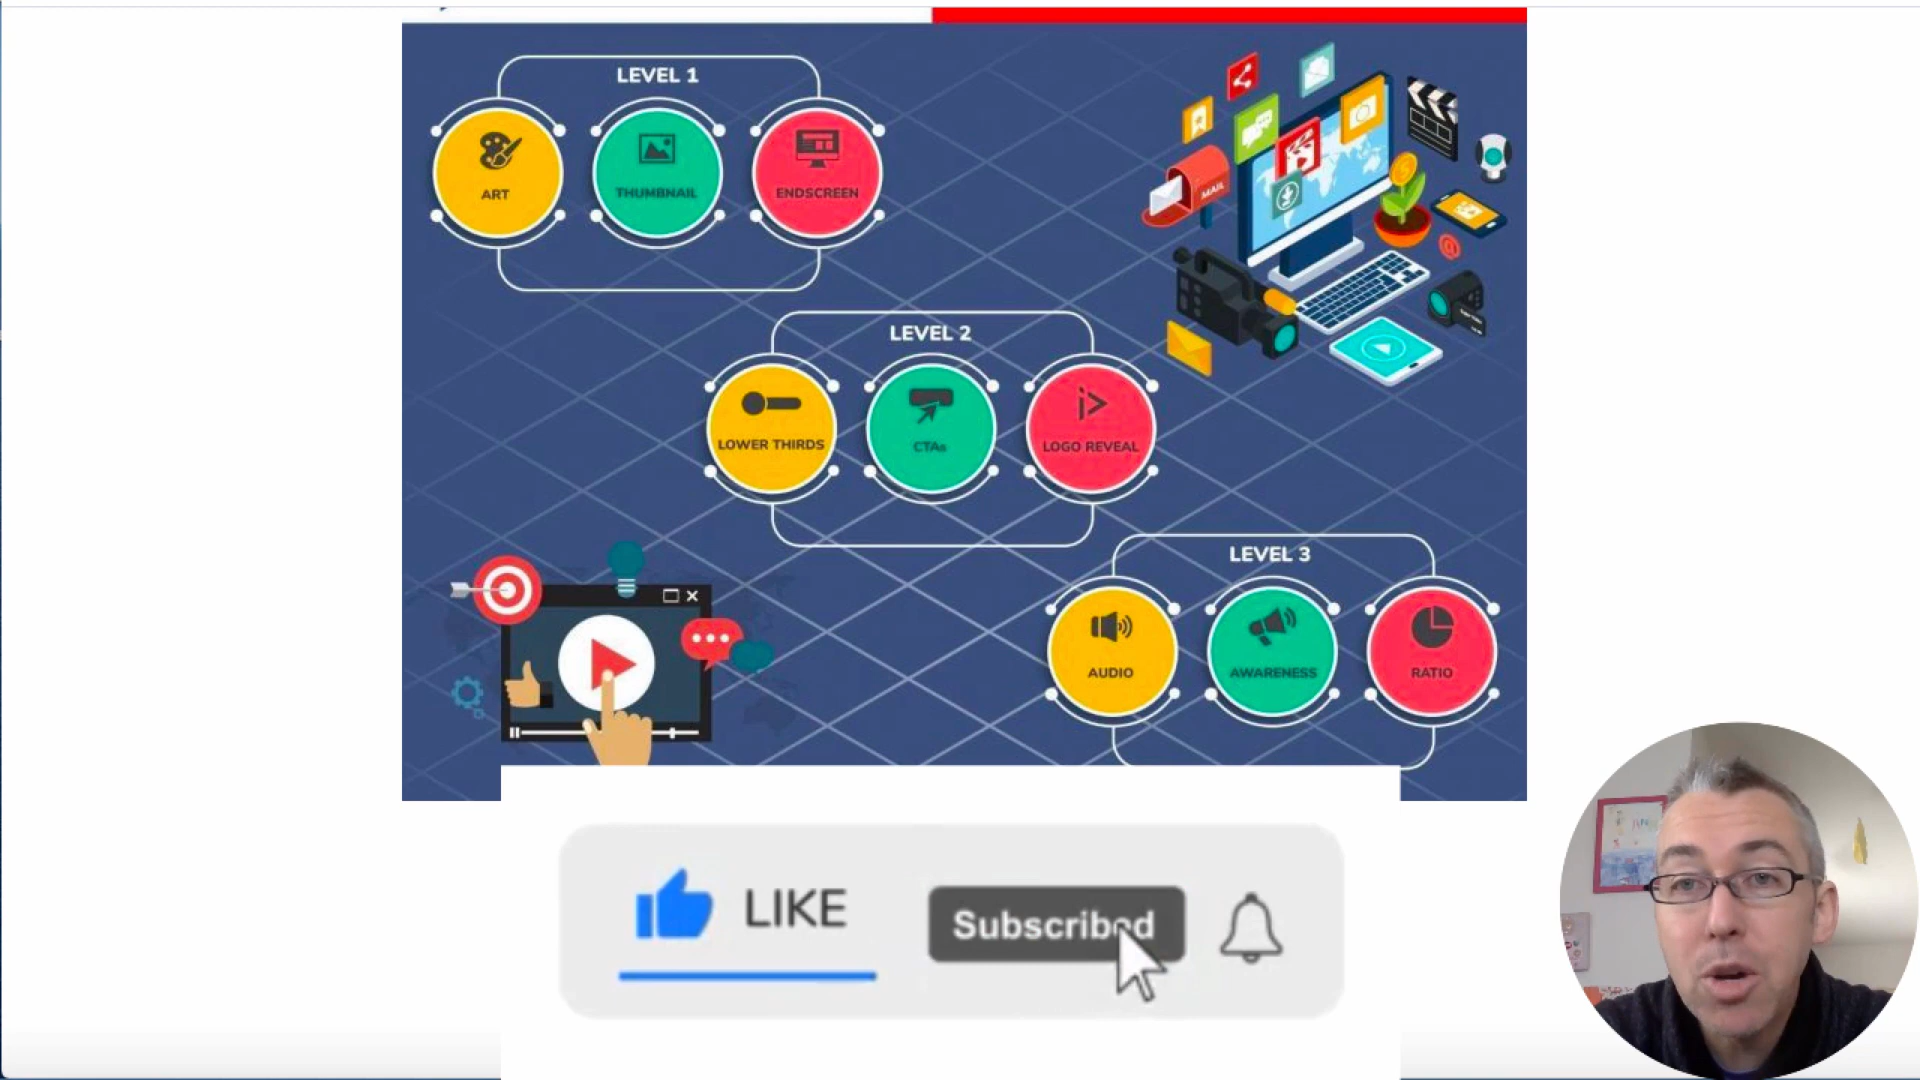 LEVEL 1
ART
THUMBNAIL
ENDSCREEN
MAIL
LEVEL 2
LOWER THIRDS
CTAs
LOGO REVEAL
LEVEL 3
AUDIO
AWARENESS
RATIO
LIKE
Subscribed